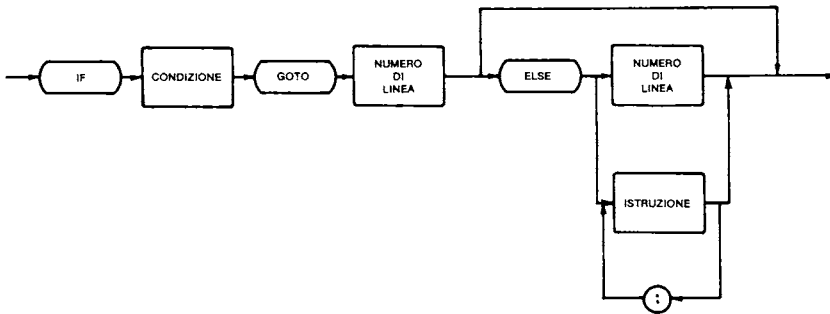 IF
CONDIZIONE
GOTO
NUMERO
DI
LINEA
ELSE
NUMERO
DI
LINEA
ISTRUZIONE
: